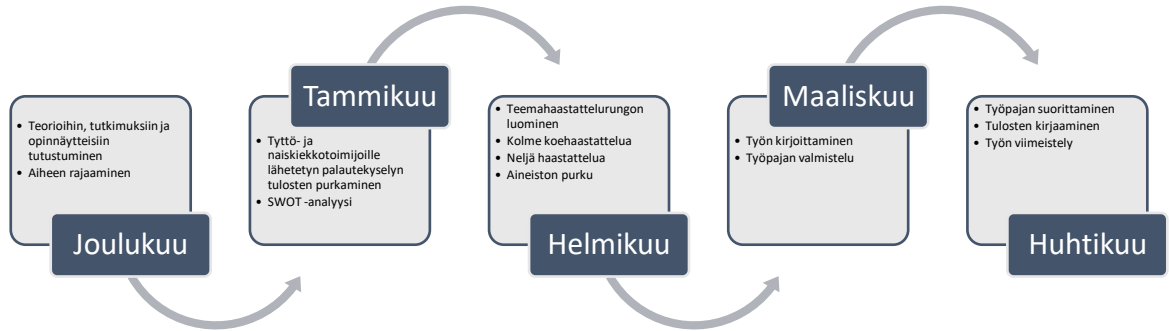 • Teorioihin, tutkimuksiin ja
opinnäytteisiin
tutustuminen
• Aiheen rajaaminen
Joulukuu
Tammikuu
• Tyttö- ja
naiskiekkotoimijoille
lähetetyn palautekyselyn
tulosten purkaminen
• SWOT -analyysi
• Teemahaastattelurungon
luominen
• Kolme koehaastattelua
• Neljä haastattelua
• Aineiston purku
Helmikuu
Maaliskuu
• Työn kirjoittaminen
• Työpajan valmistelu
• Työpajan suorittaminen
• Tulosten kirjaaminen
• Työn viimeistely
Huhtikuu